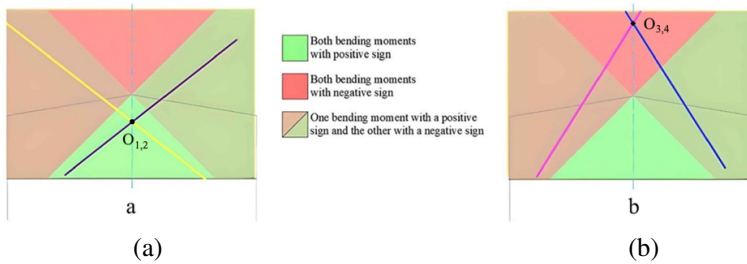 O1,2
a
(a)
Both bending moments
with positive sign
Both bending moments
with negative sign
One bending moment with a positive
sign and the other with a negative sign
O3,4
b
(b)